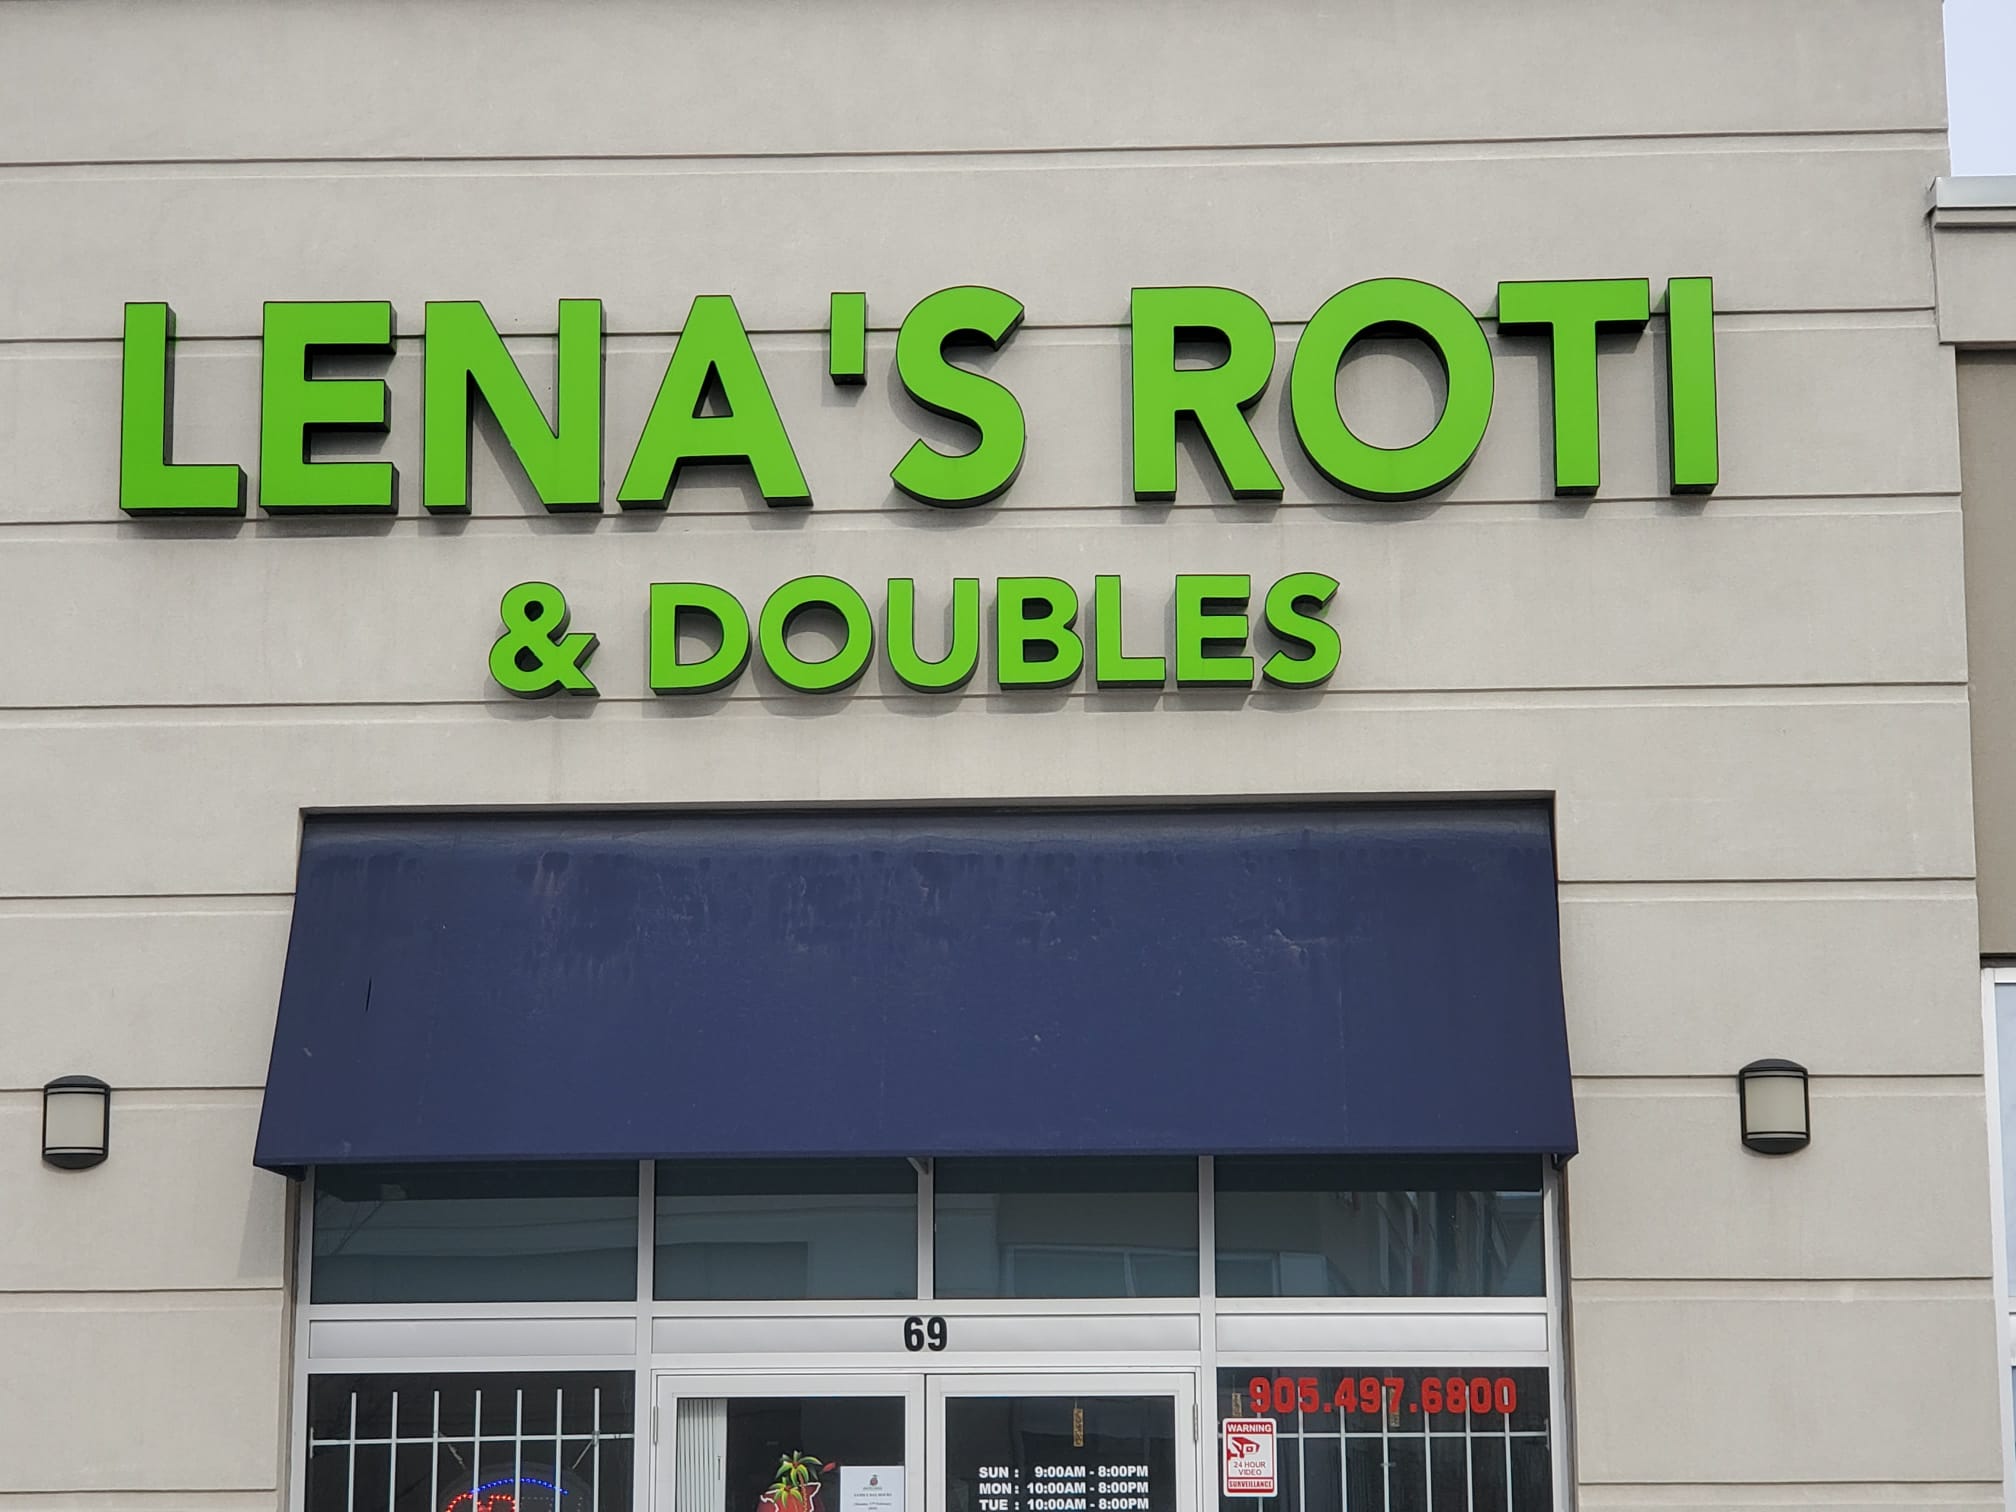 LENA'S ROTI
& DOUBLES
69
905.497.6800
WARNING
24 HOUR
VIDEO
SURVEILLANCE
SUN : 9:00AM - 8:00PM
MON : 10:00AM - 8:00PM
TUE : 10:00AM - 8:00PM